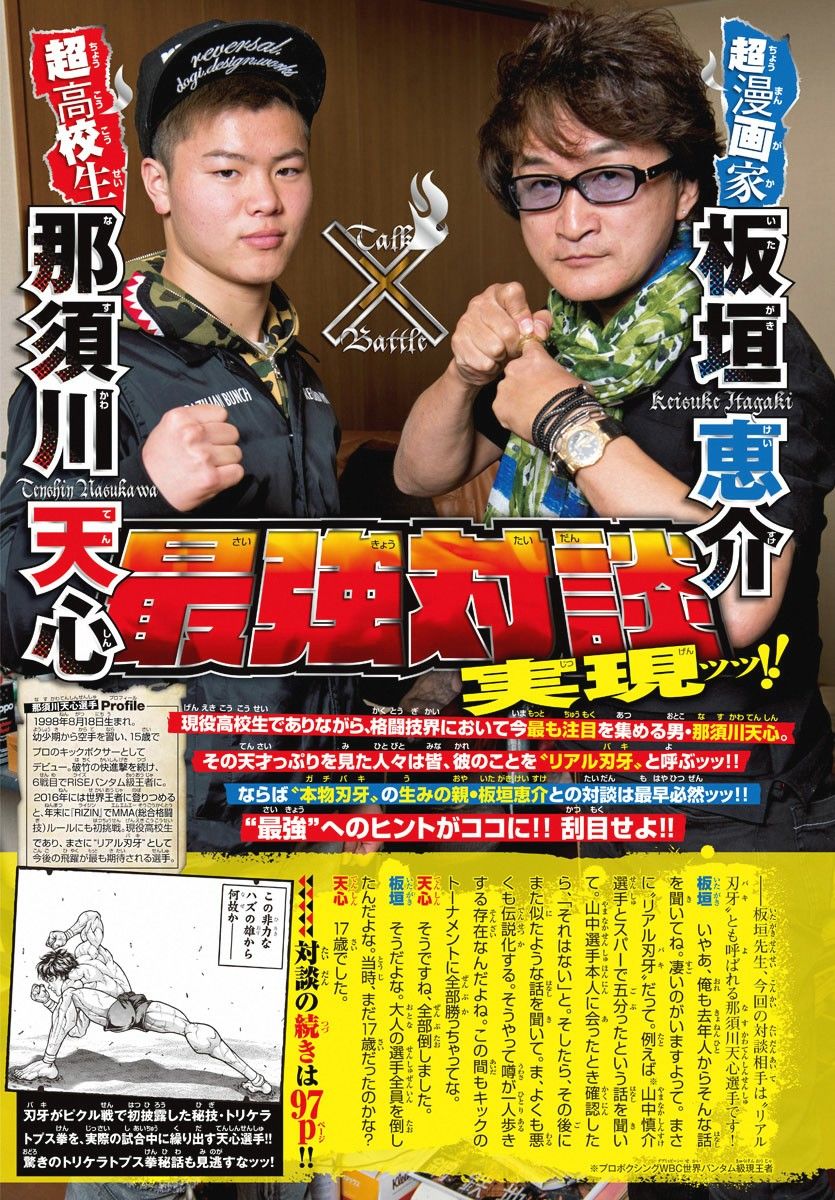 reversal
dogi.design.works
超高校生
那須川天心
Tenshin Nasukawa
Talk
Battle
超漫画家
板垣恵介
Keisuke Itagaki
最強対談
実現ッッ!!
那須川天心選手 Profile
1998年8月18日生まれ。
幼少期から空手を習い、15歳で
プロのキックボクサーとして
デビュー。破竹の快進撃を続け、
6戦目でRISEバンタム級王者に。
2016年には世界王者に登りつめる
と、年末に「RIZIN」でMMA(総合格闘
技)ルールにも初挑戦。現役高校生
であり、まさに“リアル刃牙”として
今後の飛躍が最も期待される選手。
現役高校生でありながら、格闘技界において今最も注目を集める男・那須川天心。
その天才っぷりを見た人々は皆、彼のことを〝リアル刃牙〟と呼ぶッッ!!
ならば〝本物刃牙〟の生みの親・板垣恵介との対談は最早必然ッッ!!
“最強”へのヒントがココに!! 刮目せよ!!
――板垣先生、今回の対談相手は〝リアル
刃牙〟とも呼ばれる那須川天心選手です!
板垣 いやあ、俺も去年人からそんな話
を聞いてね。凄いのがいますよって。まさ
に〝リアル刃牙〟だって。例えば※山中慎介
選手とスパーで五分ったという話を聞い
て。山中選手本人に会ったとき確認した
ら、「それはない」と。そしたら、その後に
また似たような話を聞いて。ま、よくも悪
くも伝説化する。そうやって噂が一人歩き
する存在なんだよね。この間もキックの
トーナメントに全部勝っちゃってな。
天心 そうですね、全部倒しました。
板垣 そうだよな。大人の選手全員を倒し
たんだよな。当時、まだ17歳だったのかな?
天心 17歳でした。
対談の続きは97p!!
この非力な
ハズの雄から
何故か――
刃牙がピクル戦で初披露した秘技・トリケラ
トプス拳を、実際の試合中に繰り出す天心選手!!
驚きのトリケラトプス拳秘話も見逃すなッッ!
※プロボクシングWBC世界バンタム級現王者